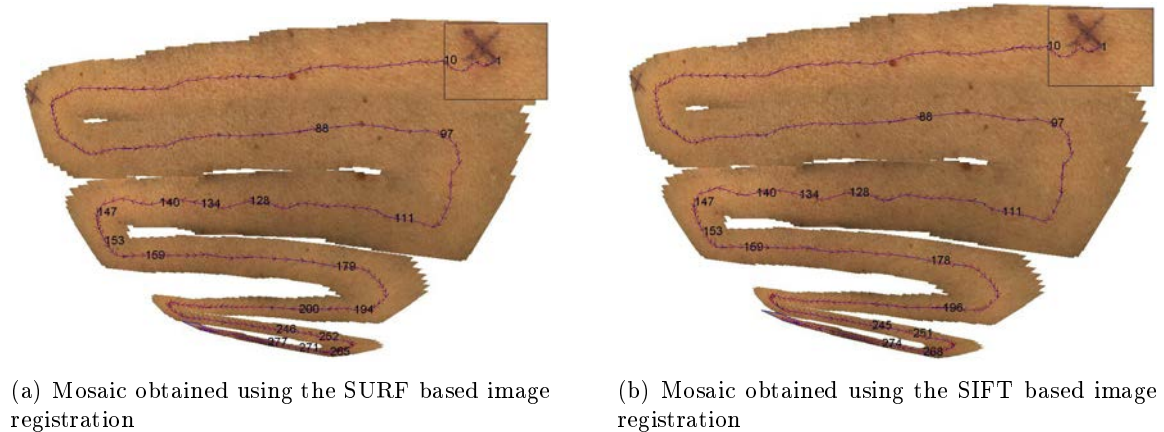 10 1
88 97
147 140 134 128 111
153
159 179
200 194
246 252
277 271 265
10 1
88 97
147 140 134 128 111
153
159 178
196
245 251
274 268
(a) Mosaic obtained using the SURF based image
registration
(b) Mosaic obtained using the SIFT based image
registration